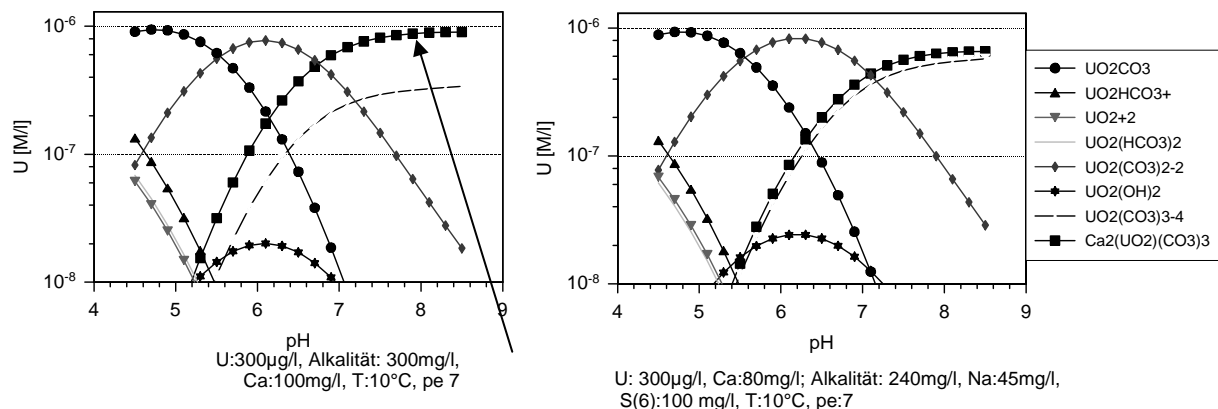 10-6
10-7
10-8
U [M/l]
4 5 6 7 8 9
pH
U:300µg/l, Alkalität: 300mg/l,
Ca:100mg/l, T:10°C, pe 7
10-6
10-7
10-8
U [M/l]
4 5 6 7 8 9
pH
U: 300µg/l, Ca:80mg/l; Alkalität: 240mg/l, Na:45mg/l,
S(6):100 mg/l, T:10°C, pe:7
UO2CO3
UO2HCO3+
UO2+2
UO2(HCO3)2
UO2(CO3)2-2
UO2(OH)2
UO2(CO3)3-4
Ca2(UO2)(CO3)3